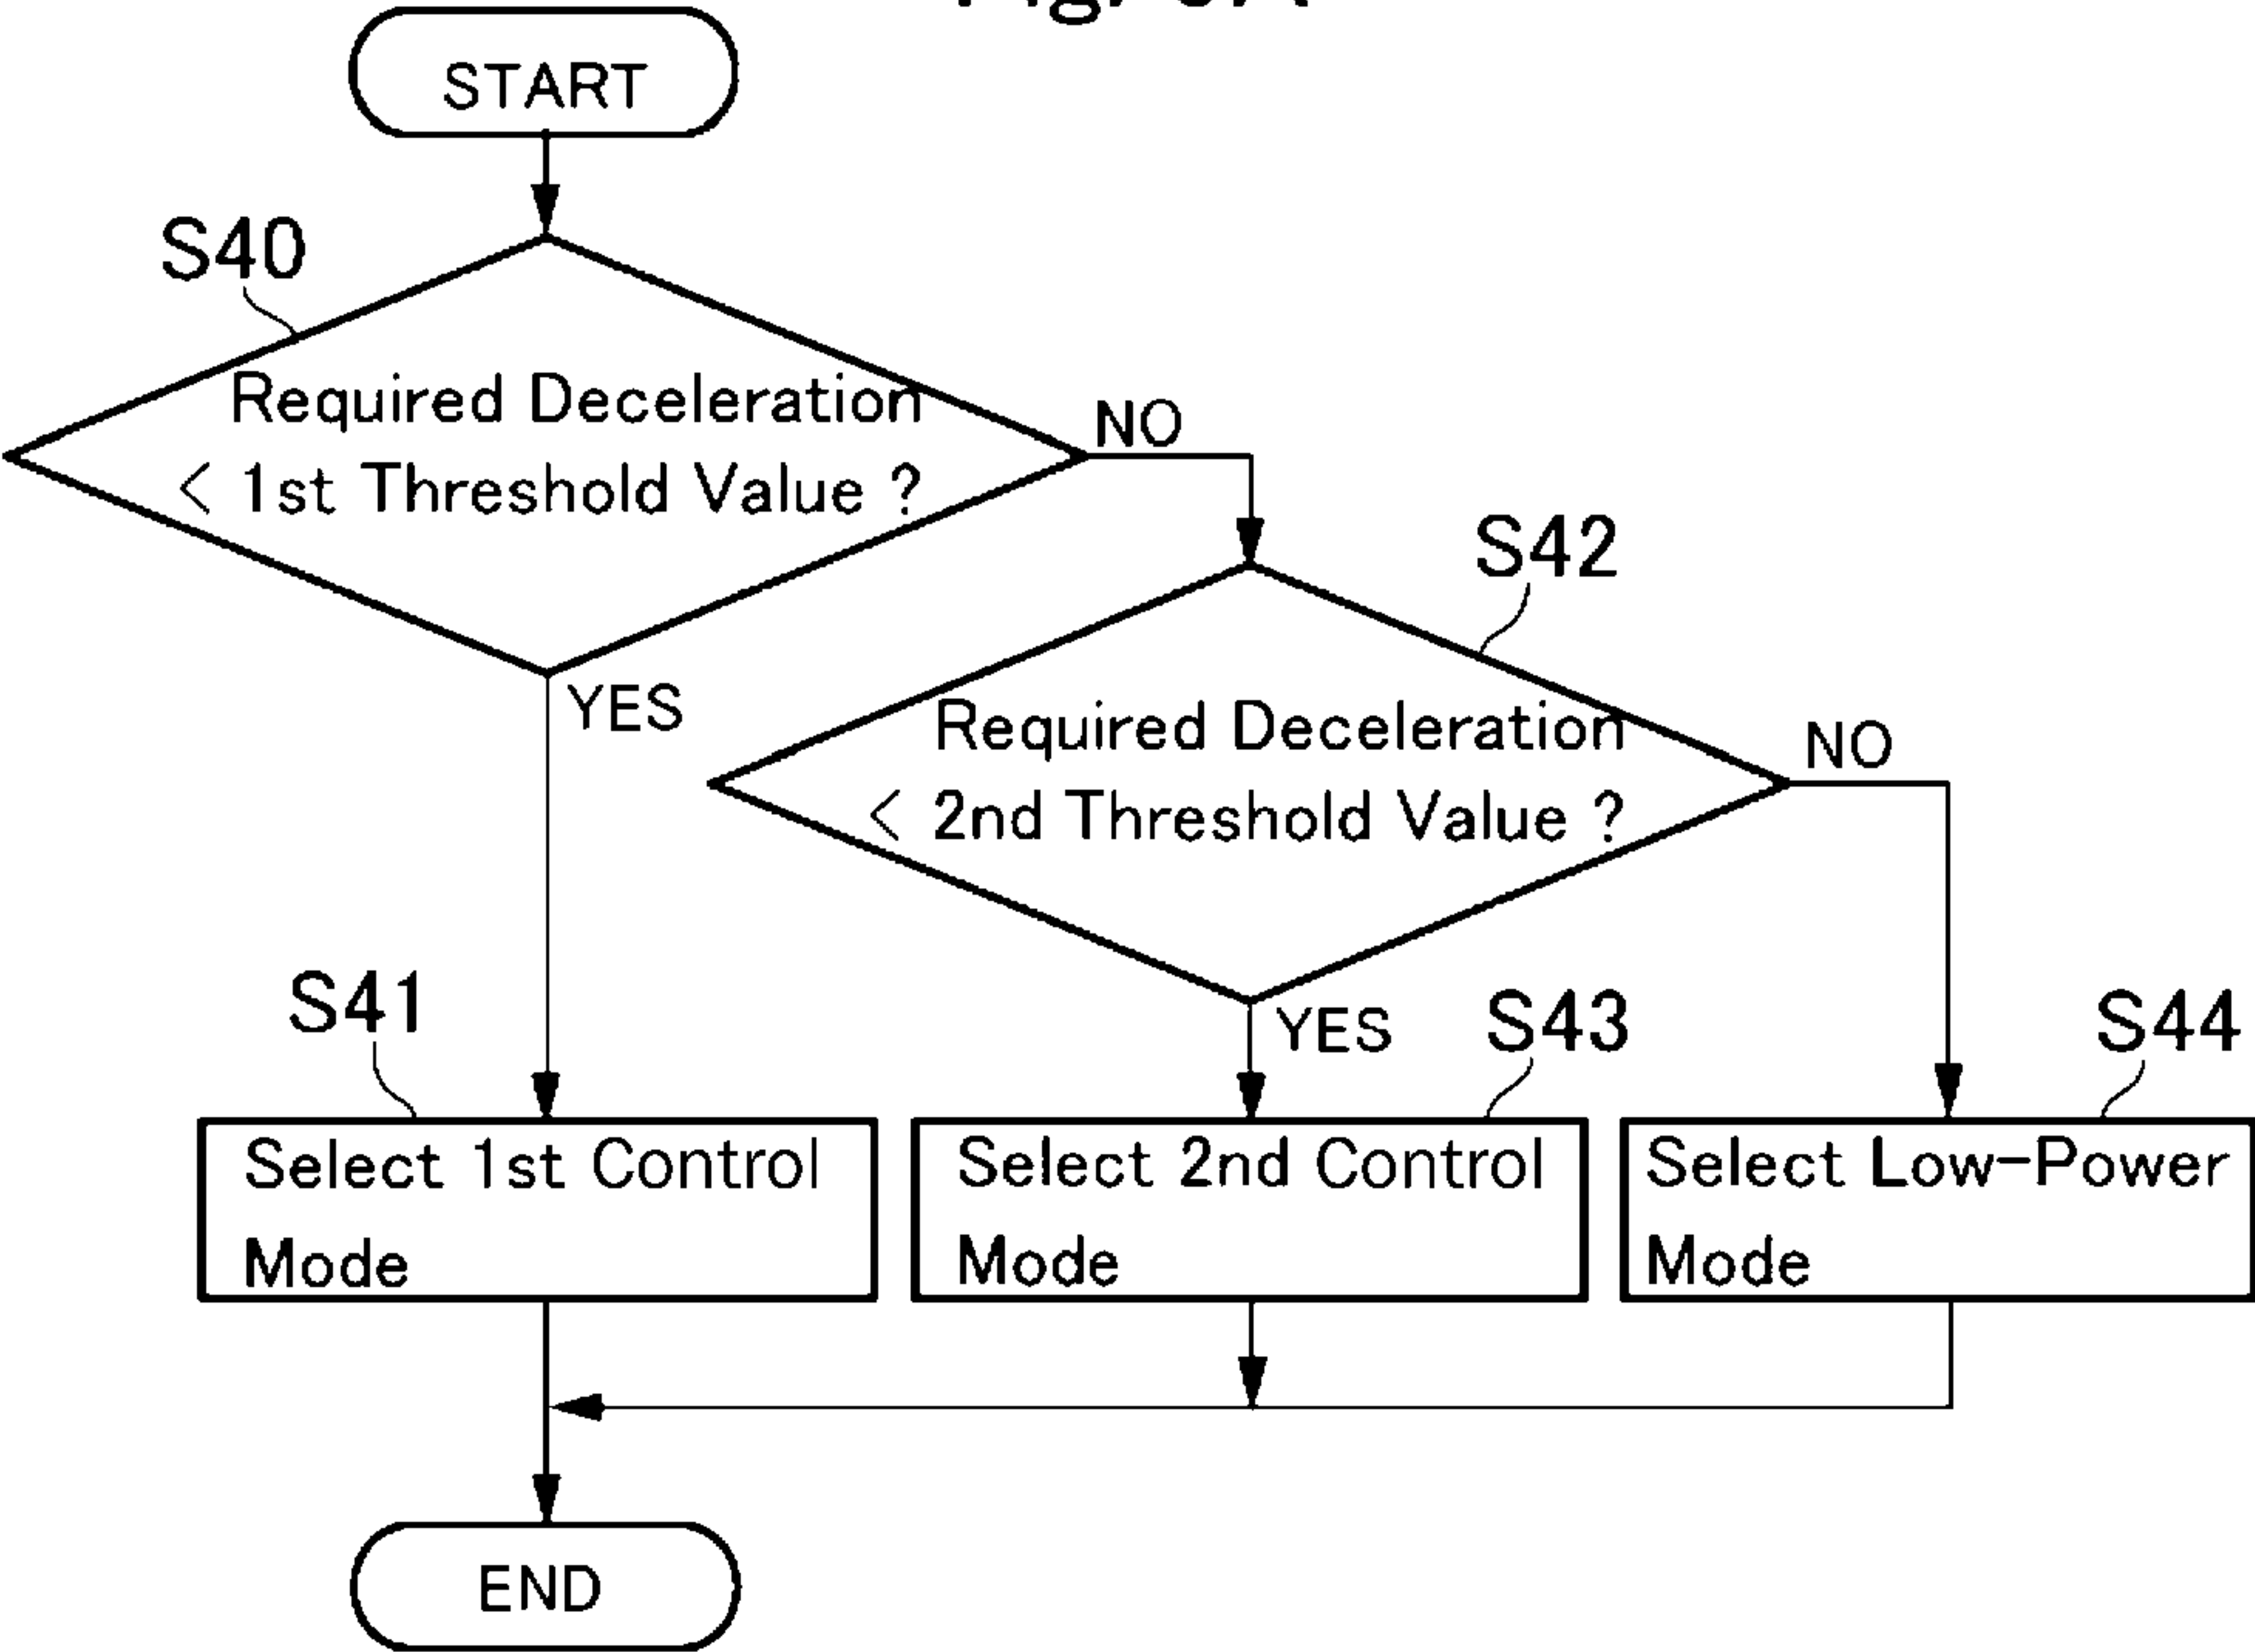 START
S40
Required Deceleration
< 1st Threshold Value ?
NO
S42
YES
Required Deceleration
< 2nd Threshold Value ?
NO
S41
YES
S43
S44
Select 1st Control
Mode
Select 2nd Control
Mode
Select Low-Power
Mode
END